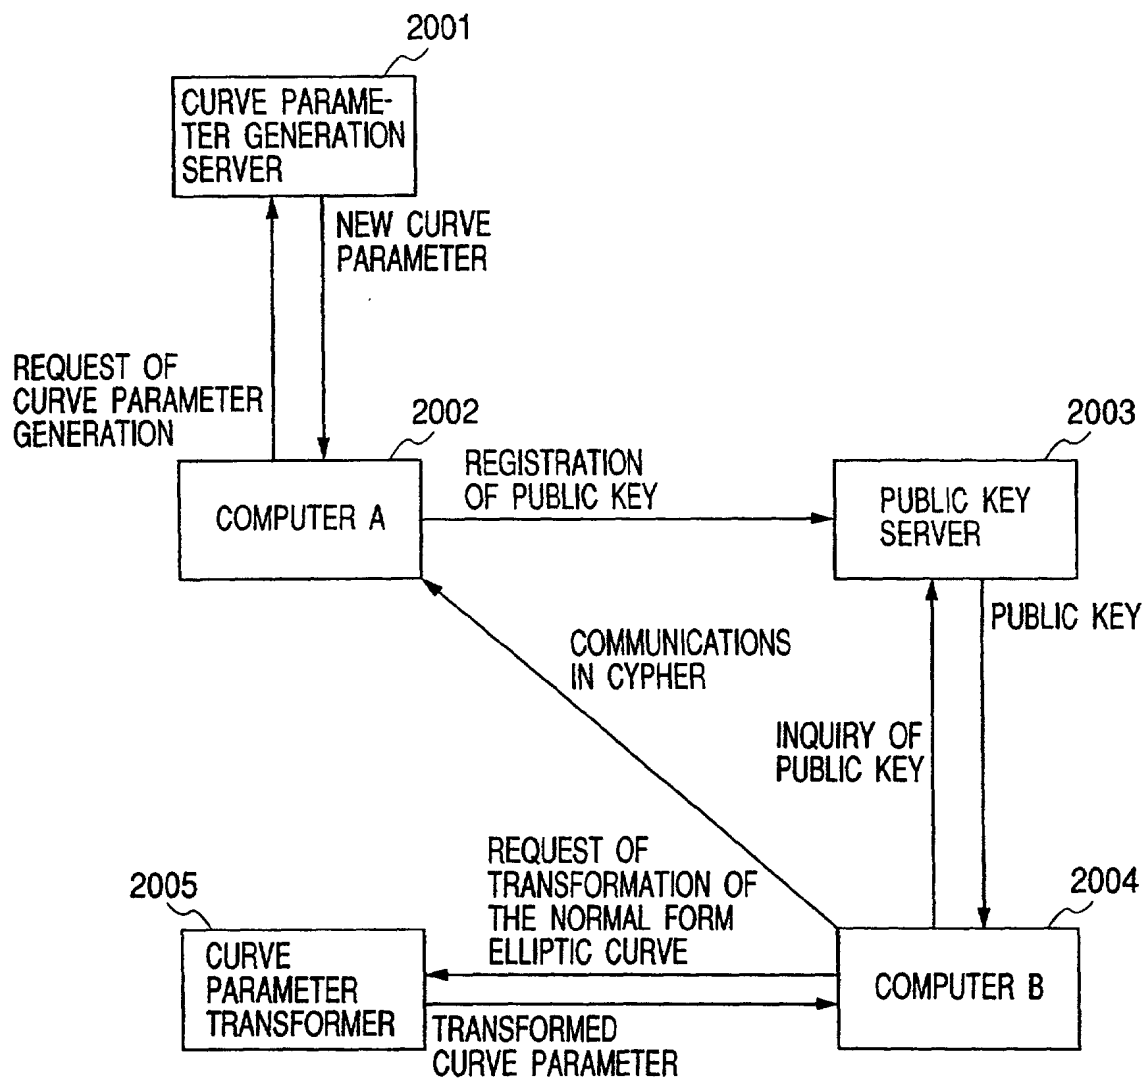 2001
CURVE PARAME-
TER GENERATION
SERVER
NEW CURVE
PARAMETER
REQUEST OF
CURVE PARAMETER
GENERATION
2002
COMPUTER A
REGISTRATION
OF PUBLIC KEY
2003
PUBLIC KEY
SERVER
PUBLIC KEY
COMMUNICATIONS
IN CYPHER
INQUIRY OF
PUBLIC KEY
REQUEST OF
TRANSFORMATION OF
THE NORMAL FORM
ELLIPTIC CURVE
2004
COMPUTER B
2005
CURVE
PARAMETER
TRANSFORMER
TRANSFORMED
CURVE PARAMETER